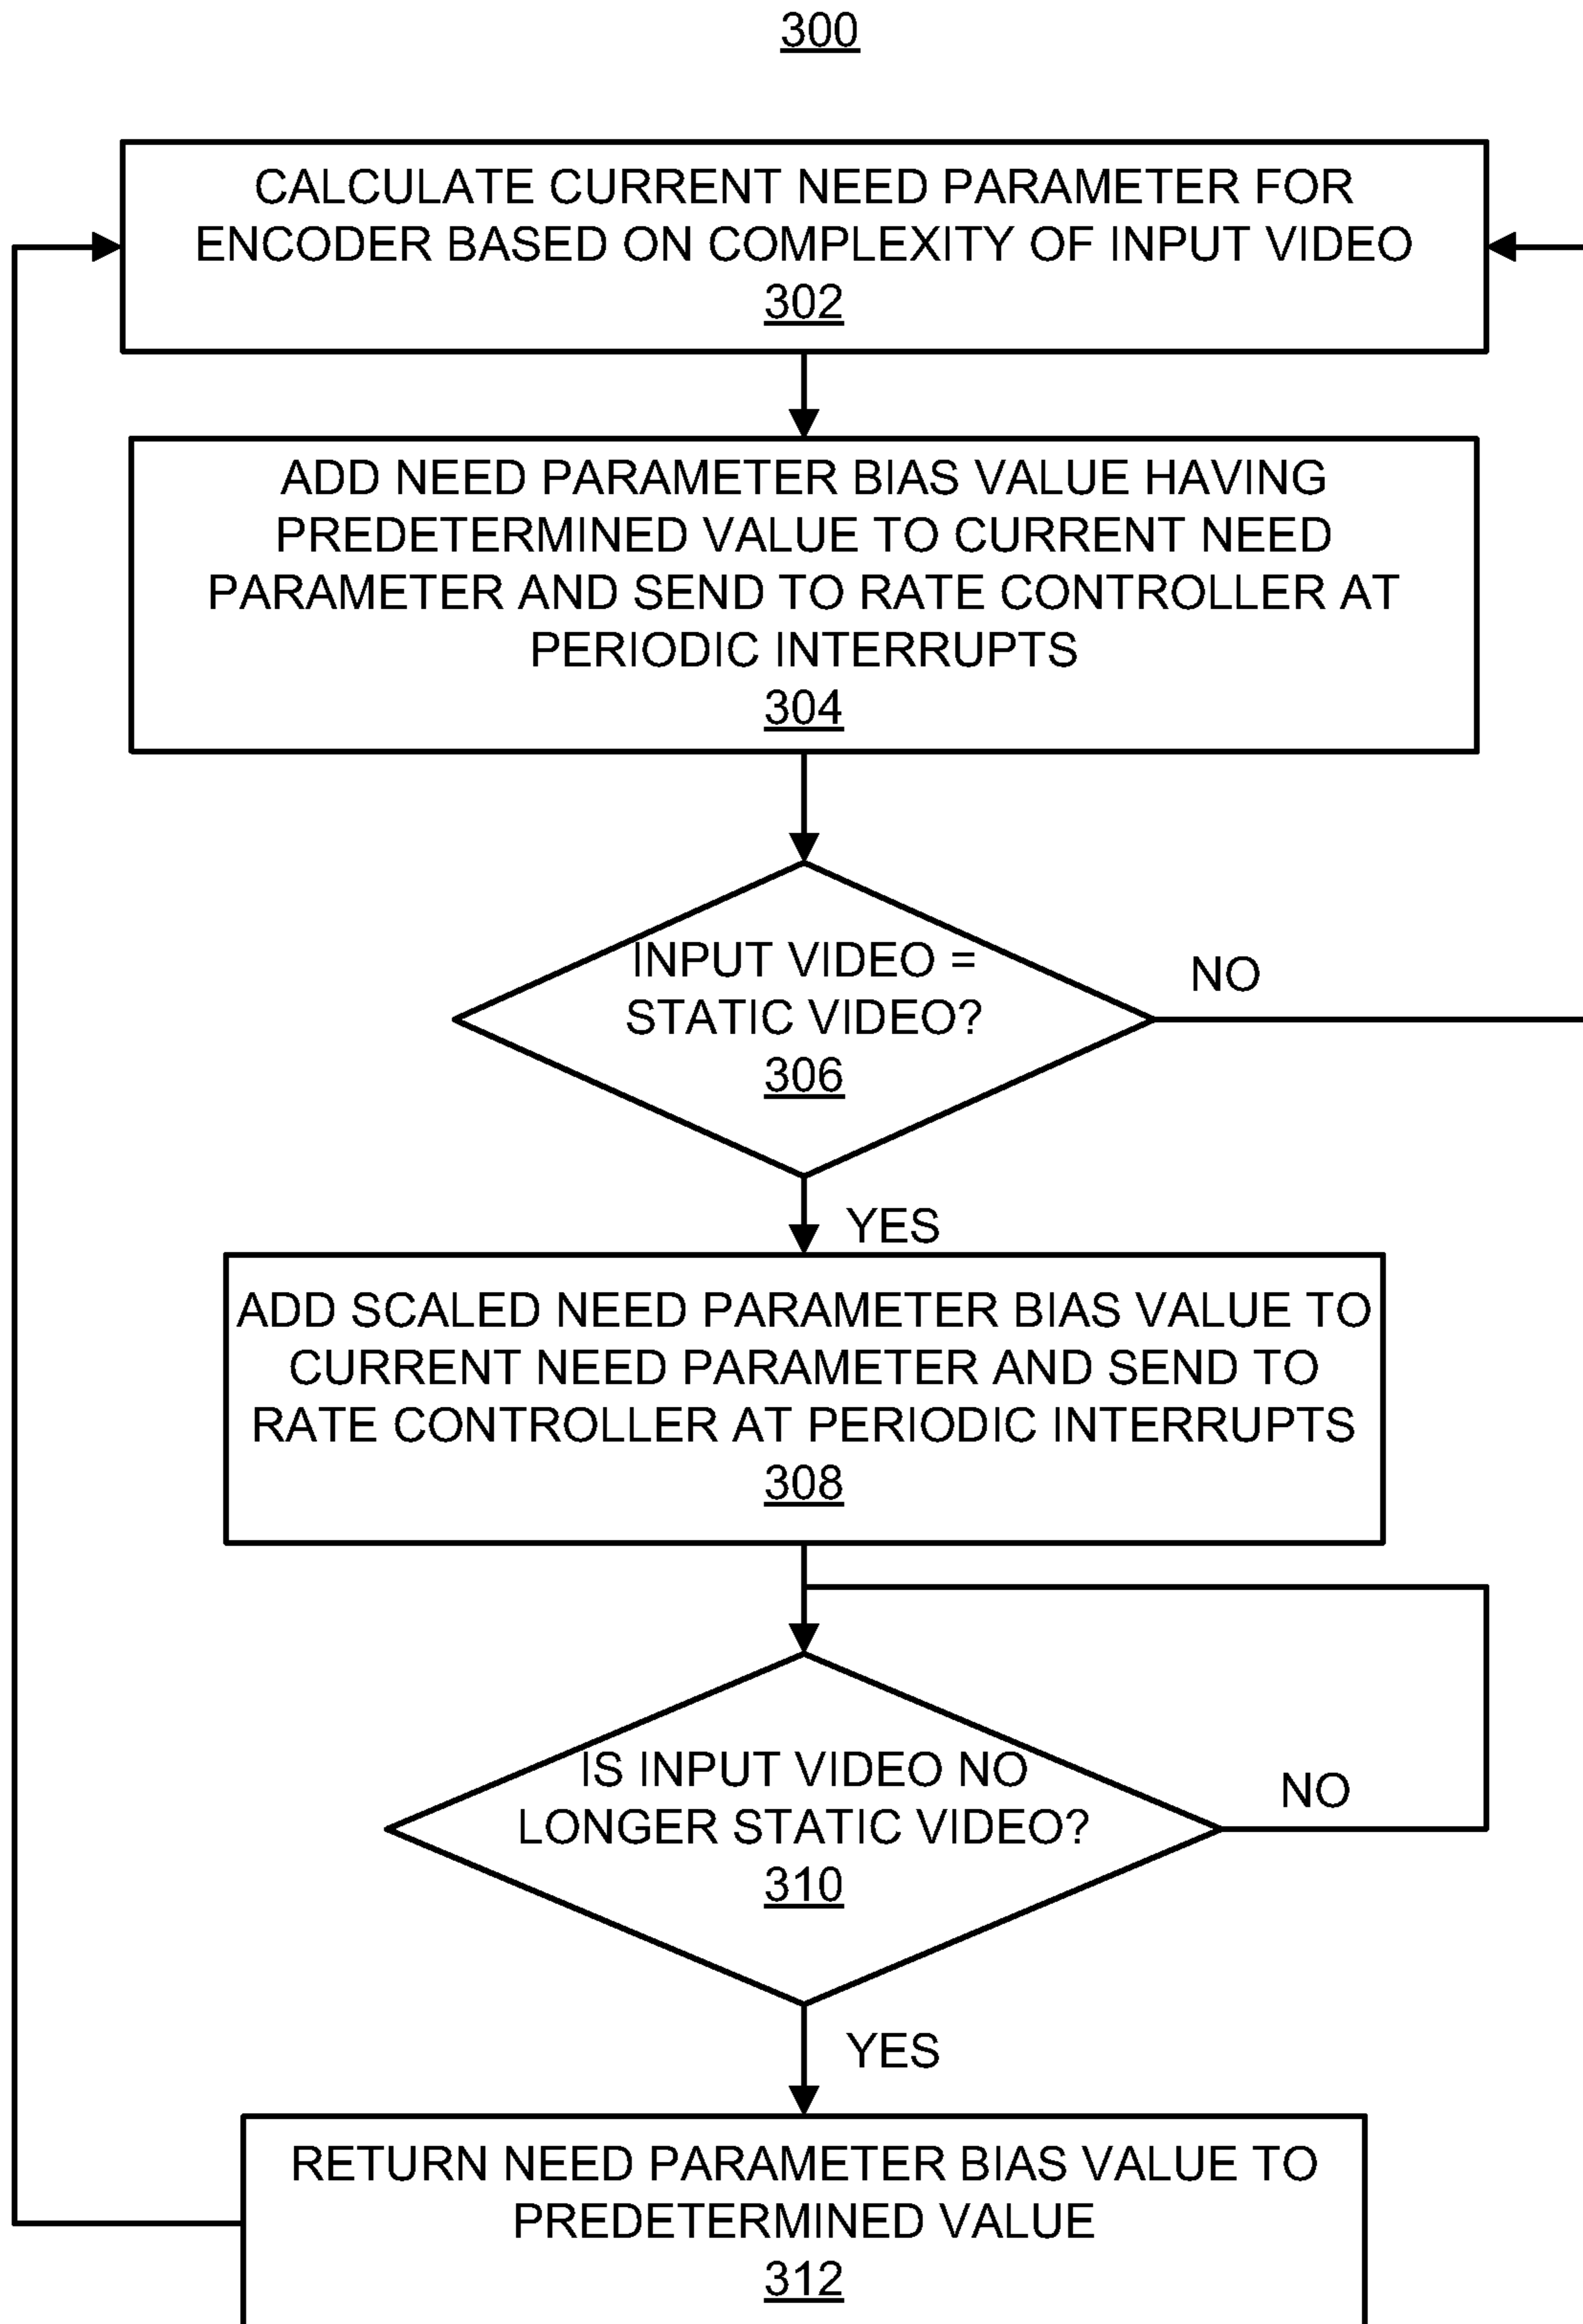 300
CALCULATE CURRENT NEED PARAMETER FOR
ENCODER BASED ON COMPLEXITY OF INPUT VIDEO
302
ADD NEED PARAMETER BIAS VALUE HAVING
PREDETERMINED VALUE TO CURRENT NEED
PARAMETER AND SEND TO RATE CONTROLLER AT
PERIODIC INTERRUPTS
304
INPUT VIDEO =
STATIC VIDEO?
306
NO
YES
ADD SCALED NEED PARAMETER BIAS VALUE TO
CURRENT NEED PARAMETER AND SEND TO
RATE CONTROLLER AT PERIODIC INTERRUPTS
308
IS INPUT VIDEO NO
LONGER STATIC VIDEO?
310
NO
YES
RETURN NEED PARAMETER BIAS VALUE TO
PREDETERMINED VALUE
312